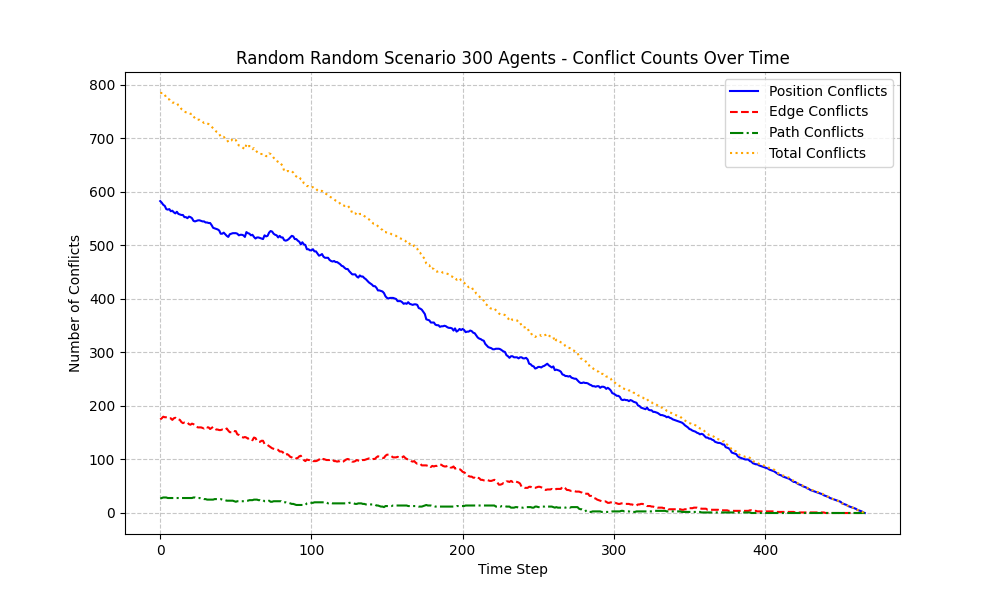 Random Random Scenario 300 Agents - Conflict Counts Over Time
Number of Conflicts
800
700
600
500
400
300
200
100
0
Position Conflicts
Edge Conflicts
Path Conflicts
Total Conflicts
0
100
200
300
400
Time Step